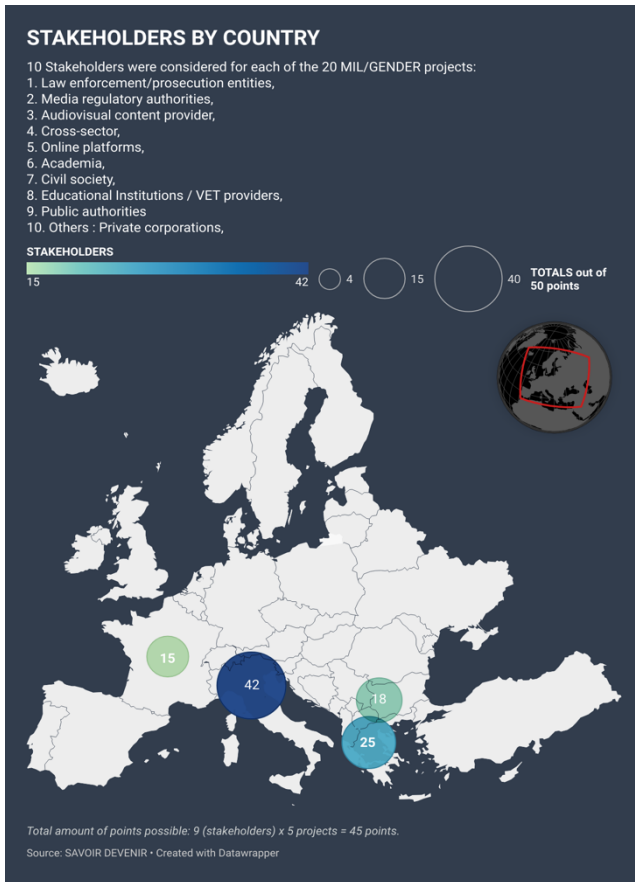 STAKEHOLDERS BY COUNTRY
10 Stakeholders were considered for each of the 20 MIL/GENDER projects:
1. Law enforcement/prosecution entities,
2. Media regulatory authorities,
3. Audiovisual content provider,
4. Cross-sector,
5. Online platforms,
6. Academia,
7. Civil society,
8. Educational Institutions / VET providers,
9. Public authorities
10. Others : Private corporations,
STAKEHOLDERS
15 42
4 15 40
TOTALS out of
50 points
15
42
18
25
Total amount of points possible: 9 (stakeholders) x 5 projects = 45 points.
Source: SAVOIR DEVENIR • Created with Datawrapper